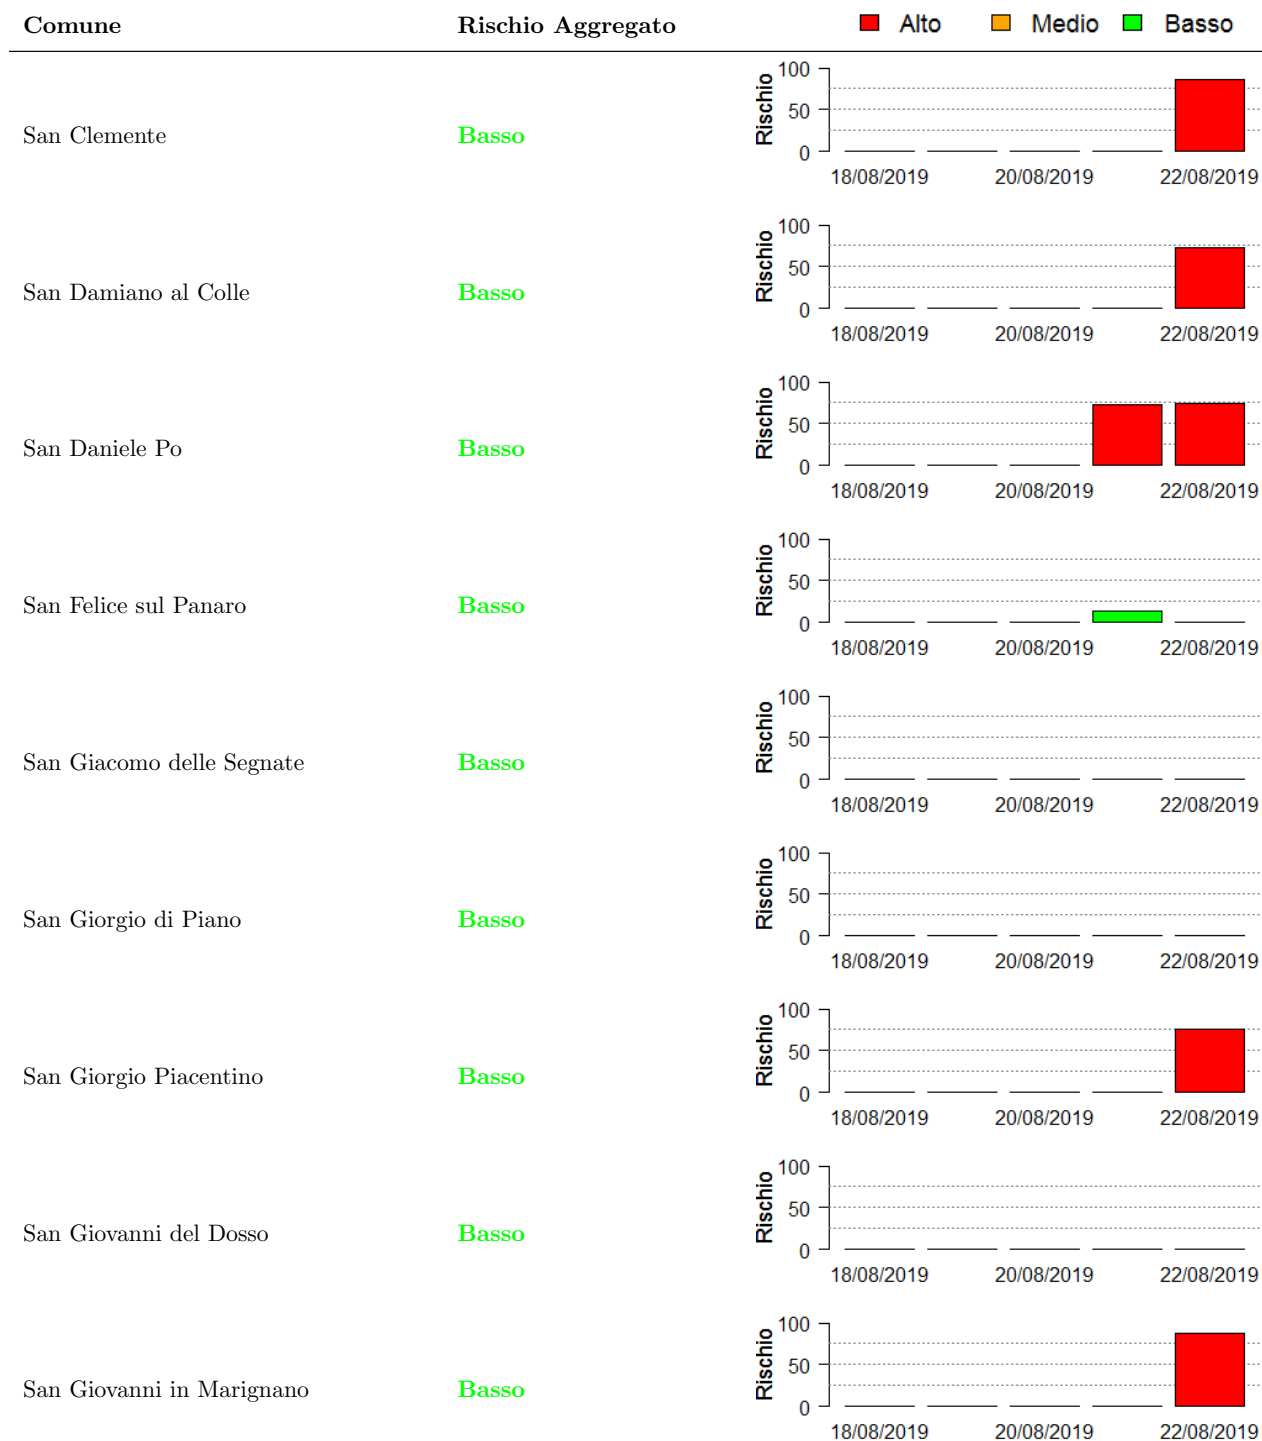 Comune Rischio Aggregato Alto Medio Basso
100
50
0
Rischio
San Clemente Basso
18/08/2019 20/08/2019 22/08/2019
100
50
0
Rischio
San Damiano al Colle Basso
18/08/2019 20/08/2019 22/08/2019
100
50
0
Rischio
San Daniele Po Basso
18/08/2019 20/08/2019 22/08/2019
100
50
0
Rischio
San Felice sul Panaro Basso
18/08/2019 20/08/2019 22/08/2019
100
50
0
Rischio
San Giacomo delle Segnate Basso
18/08/2019 20/08/2019 22/08/2019
100
50
0
Rischio
San Giorgio di Piano Basso
18/08/2019 20/08/2019 22/08/2019
100
50
0
Rischio
San Giorgio Piacentino Basso
18/08/2019 20/08/2019 22/08/2019
100
50
0
Rischio
San Giovanni del Dosso Basso
18/08/2019 20/08/2019 22/08/2019
100
50
0
Rischio
San Giovanni in Marignano Basso
18/08/2019 20/08/2019 22/08/2019